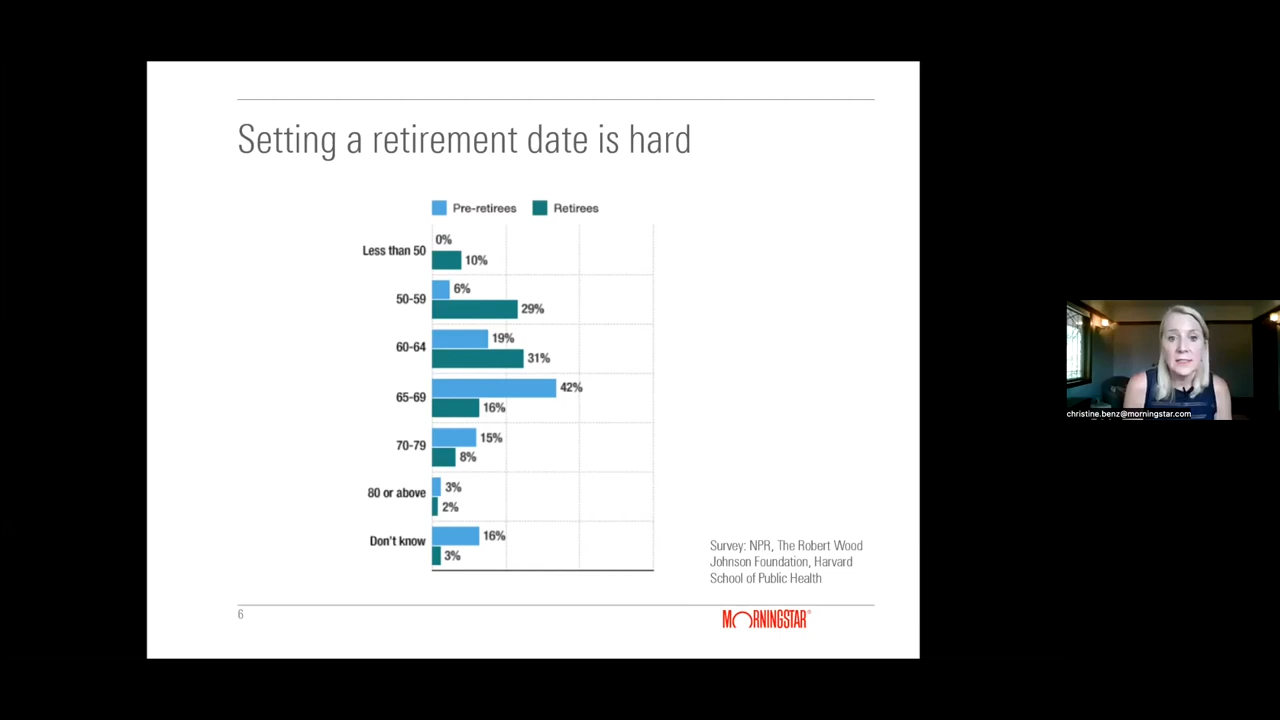 Setting a retirement date is hard
Pre-retirees Retirees
Less than 50
0%
10%
50-59
6%
29%
60-64
19%
31%
65-69
42%
16%
70-79
15%
8%
80 or above
3%
2%
Don't know
16%
3%
Survey: NPR, The Robert Wood
Johnson Foundation, Harvard
School of Public Health
6
MORNINGSTAR®
christine.benz@morningstar.com